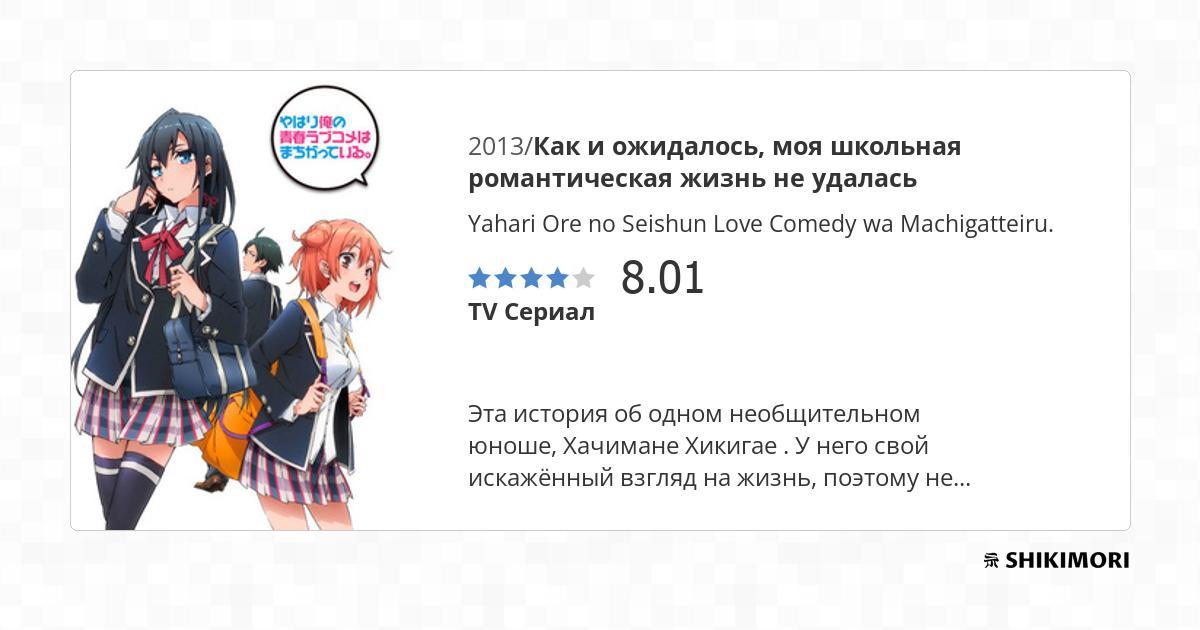 やはり俺の
青春ラブコメは
まちがっている。
2013/Как и ожидалось, моя школьная
романтическая жизнь не удалась
Yahari Ore no Seishun Love Comedy wa Machigatteiru.
8.01
TV Сериал
Эта история об одном необщительном
юноше, Хачимане Хикигае . У него свой
искажённый взгляд на жизнь, поэтому не...
SHIKIMORI